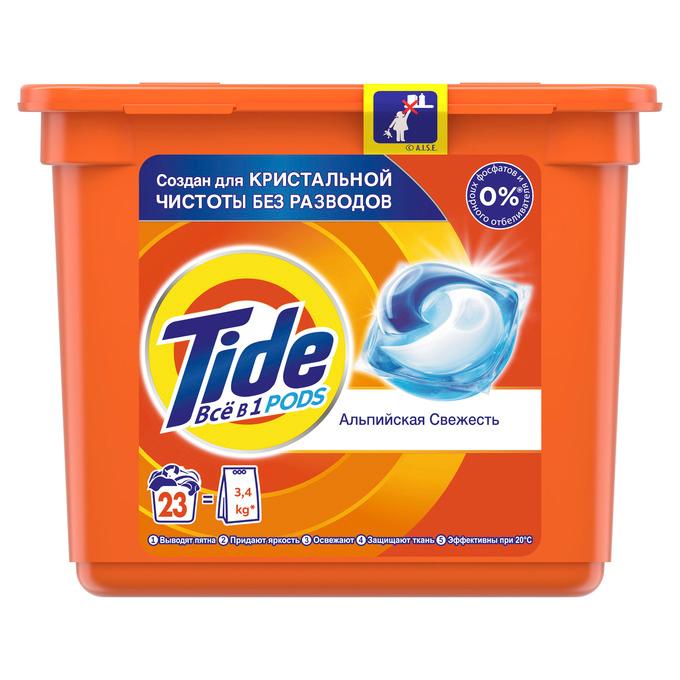 © A.I.S.E.
Создан для КРИСТАЛЬНОЙ
ЧИСТОТЫ БЕЗ РАЗВОДОВ
0%*
фосфатов и
хлорного отбеливателя
Tide
Всё в 1 PODS
Альпийская Свежесть
23 = 3,4
kg*
1 Выводят пятна 2 Придают яркость 3 Освежают 4 Защищают ткань 5 Эффективны при 20°C